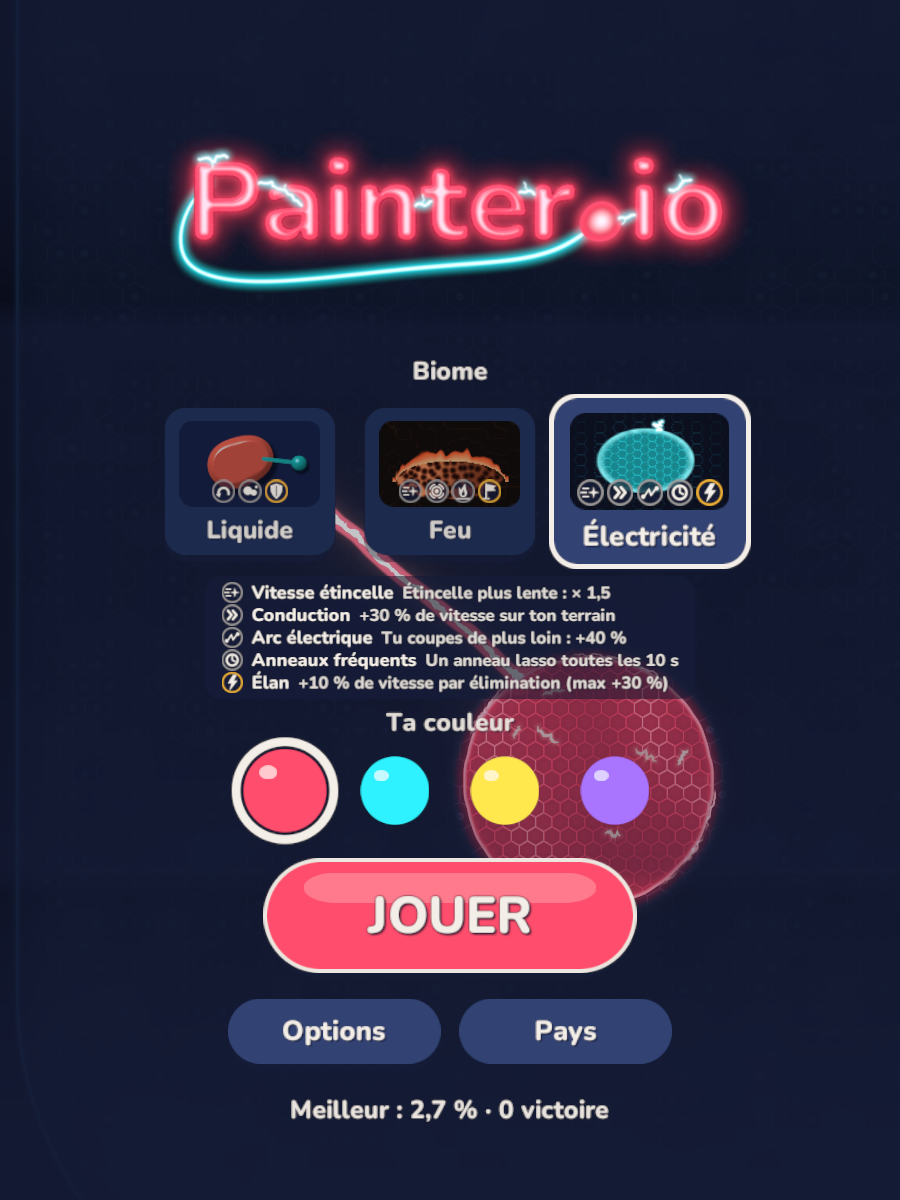 Painter.io
Biome
Liquide
Feu
Électricité
Vitesse étincelle Étincelle plus lente : × 1,5
Conduction +30 % de vitesse sur ton terrain
Arc électrique Tu coupes de plus loin : +40 %
Anneaux fréquents Un anneau lasso toutes les 10 s
Élan +10 % de vitesse par élimination (max +30 %)
Ta couleur
JOUER
Options
Pays
Meilleur : 2,7 % · 0 victoire